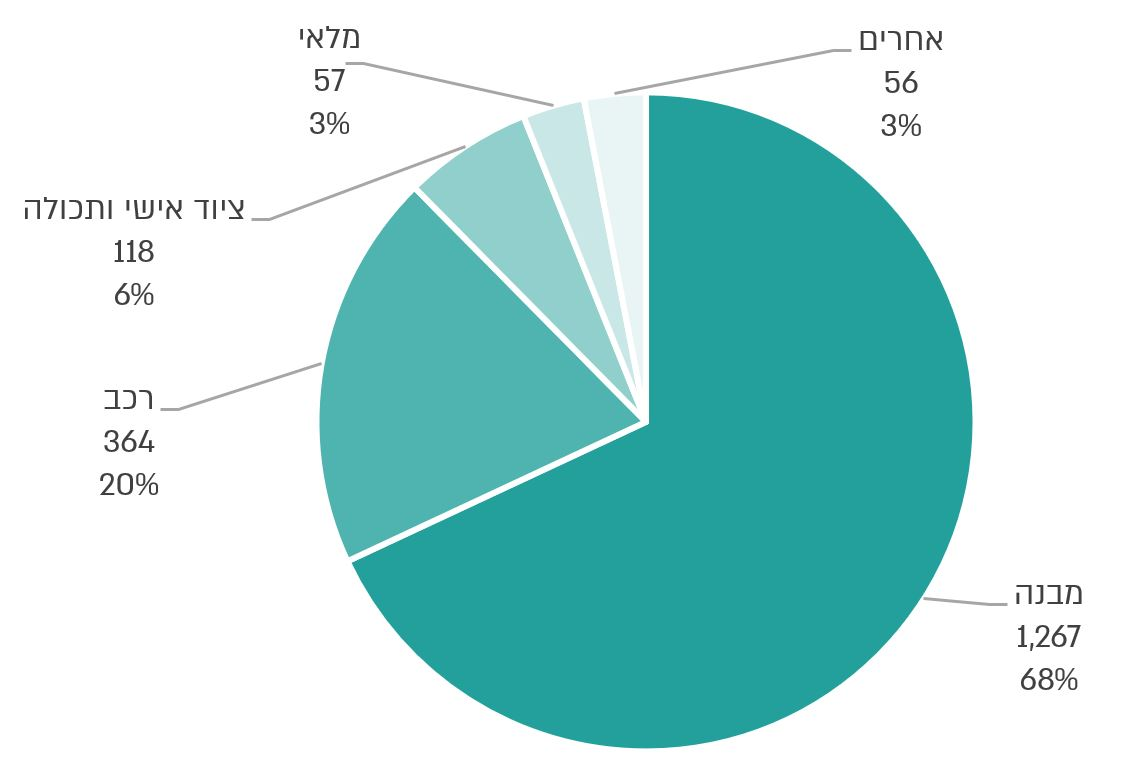 אחרים
56
3%
מלאי
57
3%
ציוד אישי ותכולה
118
6%
רכב
364
20%
מבנה
1,267
68%